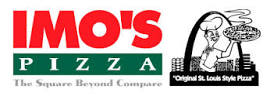 IMO'S
PIZZA
The Square Beyond Compare
"Original St. Louis Style Pizza"